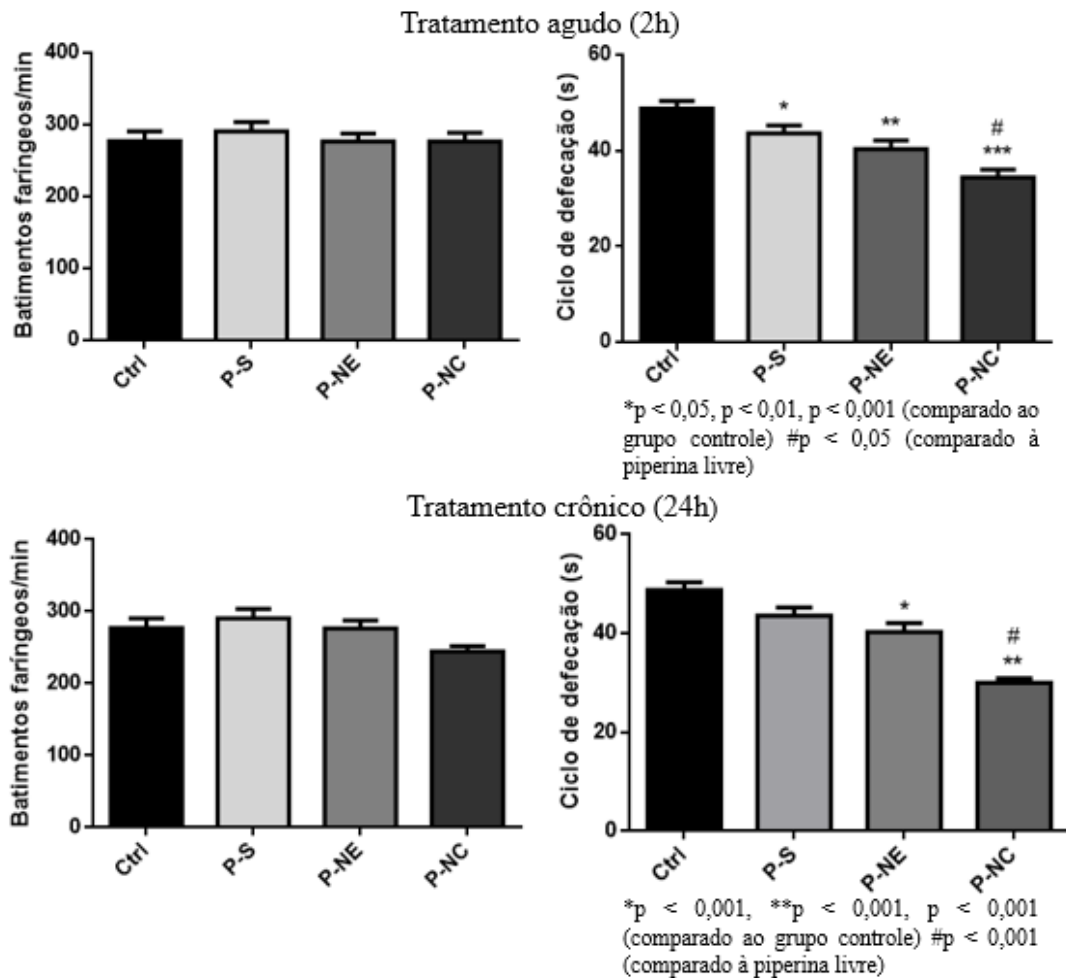 Tratamento agudo (2h)
Batimentos faríngeos/min
400
300
200
100
0
Ctrl
P-S
P-NE
P-NC
Ciclo de defecação (s)
60
40
20
0
*
**
#
***
Ctrl
P-S
P-NE
P-NC
*p < 0,05, p < 0,01, p < 0,001 (comparado ao
grupo controle) #p < 0,05 (comparado à
piperina livre)
Tratamento crônico (24h)
Batimentos faríngeos/min
400
300
200
100
0
Ctrl
P-S
P-NE
P-NC
Ciclo de defecação (s)
60
40
20
0
*
#
**
Ctrl
P-S
P-NE
P-NC
*p < 0,001, **p < 0,001, p < 0,001
(comparado ao grupo controle) #p < 0,001
(comparado à piperina livre)